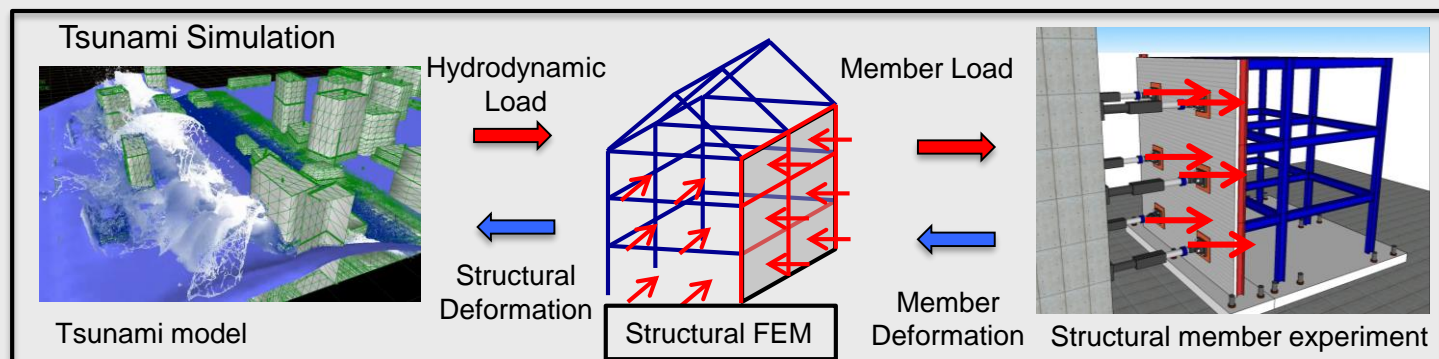 Tsunami Simulation
Hydrodynamic
Load
Member Load
Structural
Deformation
Member
Deformation
Tsunami model
Structural FEM
Structural member experiment